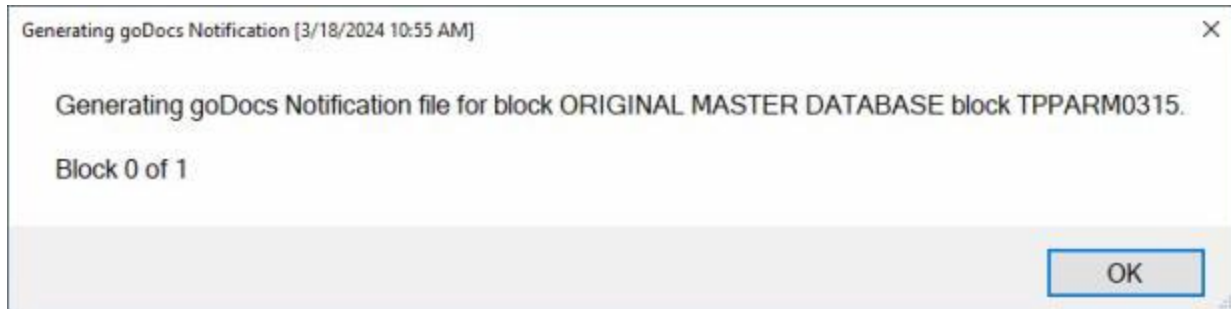 Generating goDocs Notification [3/18/2024 10:55 AM]
Generating goDocs Notification file for block ORIGINAL MASTER DATABASE block TPPARM0315.
Block 0 of 1
OK